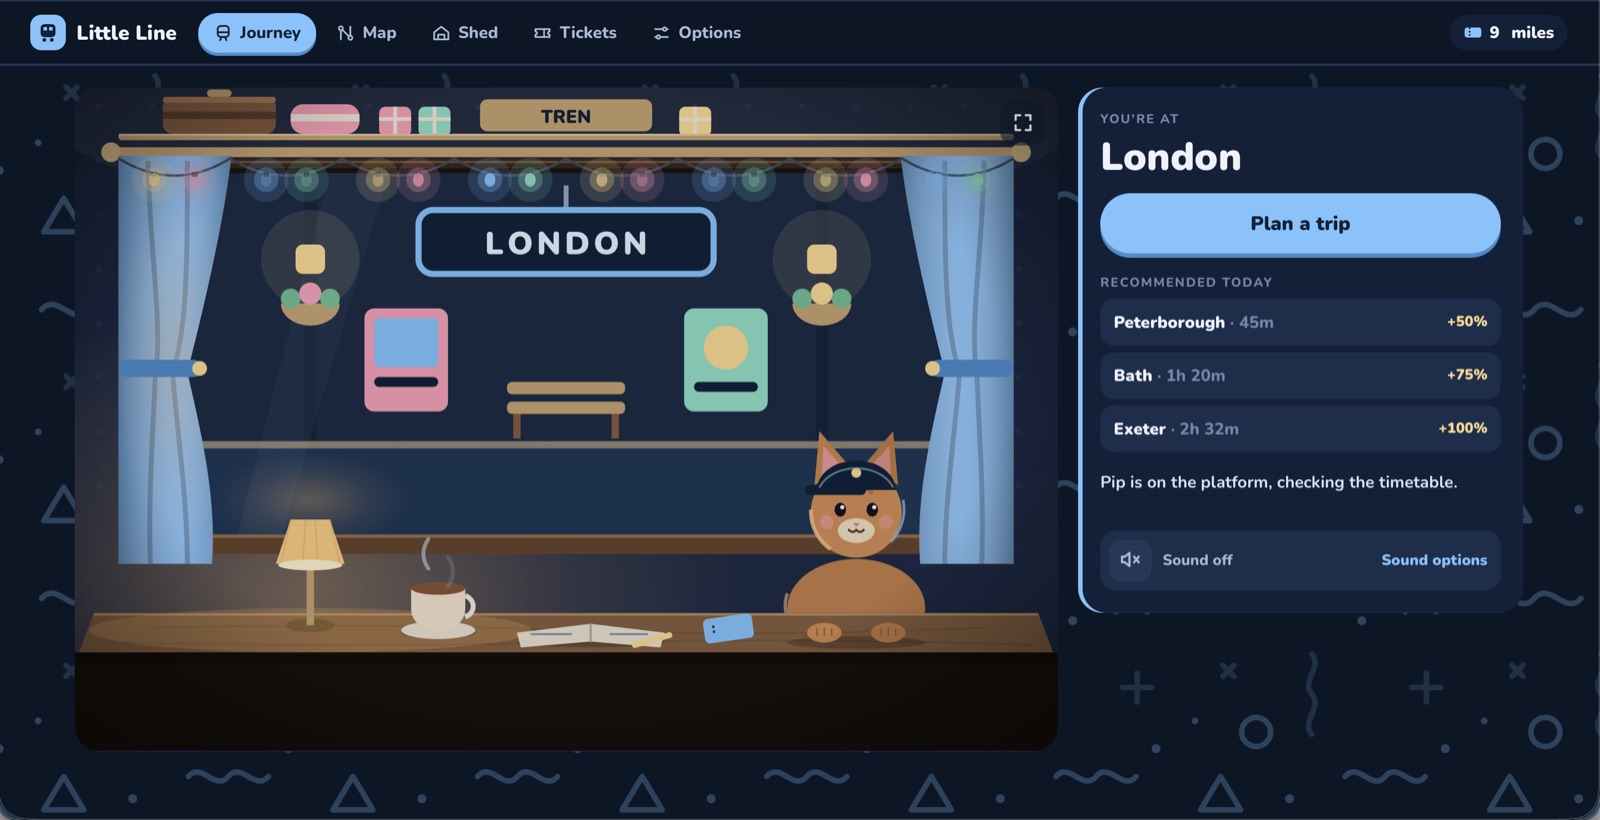 Little Line
Journey
Map
Shed
Tickets
Options
9 miles
TREN
LONDON
YOU'RE AT
London
Plan a trip
RECOMMENDED TODAY
Peterborough · 45m
+50%
Bath · 1h 20m
+75%
Exeter · 2h 32m
+100%
Pip is on the platform, checking the timetable.
Sound off
Sound options